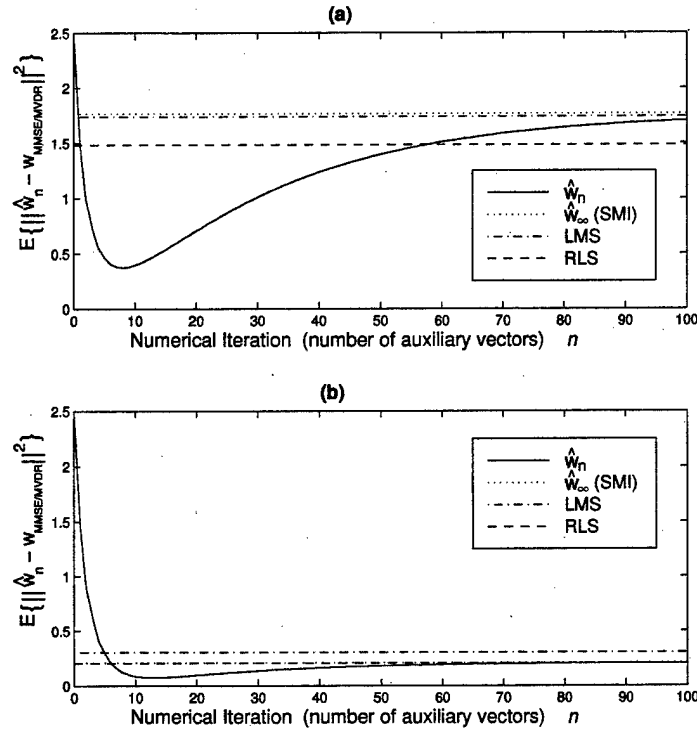 (a)
2.5
2
1.5
1
0.5
0
E{||Ŵn - WMMSE/MVDR||²}
Ŵn
Ŵ∞ (SMI)
LMS
RLS
0 10 20 30 40 50 60 70 80 90 100
Numerical Iteration (number of auxiliary vectors) n
(b)
2.5
2
1.5
1
0.5
0
E{||Ŵn - WMMSE/MVDR||²}
Ŵn
Ŵ∞ (SMI)
LMS
RLS
0 10 20 30 40 50 60 70 80 90 100
Numerical Iteration (number of auxiliary vectors) n